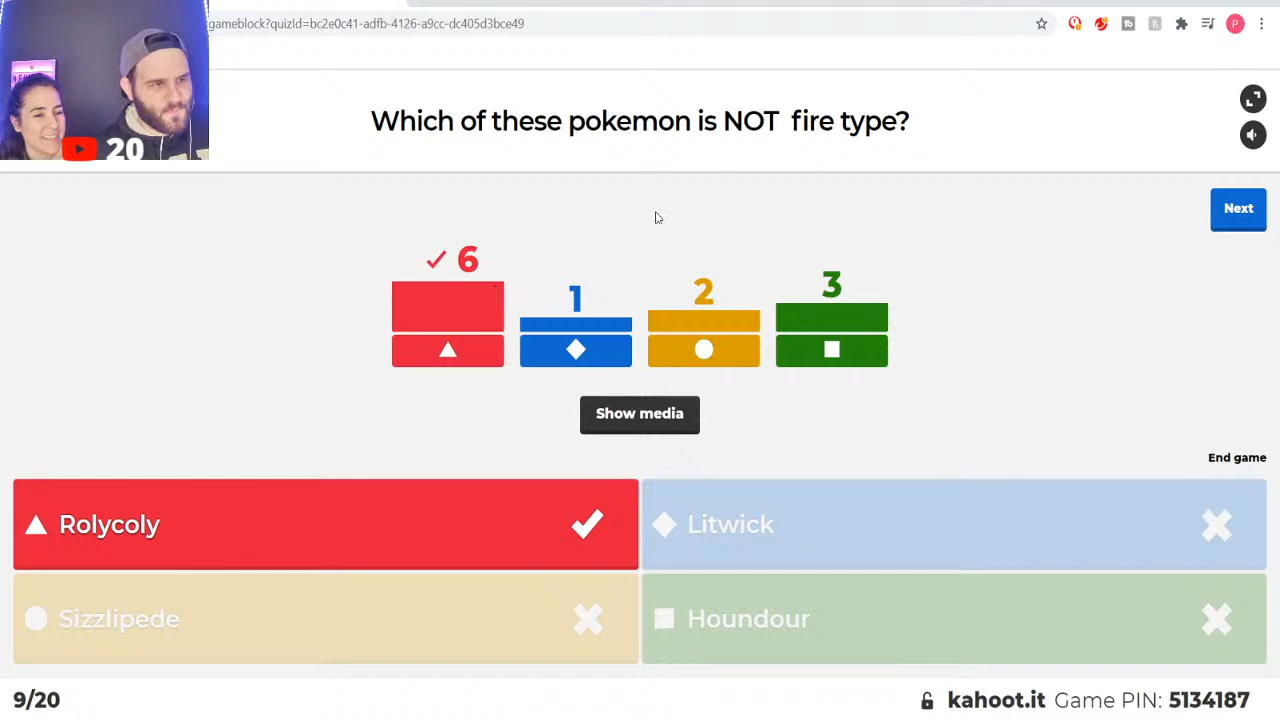 gameblock?quizId=bc2e0c41-adfb-4126-a9cc-dc405d3bce49
P
20
Which of these pokemon is NOT fire type?
Next
6
1
2
3
Show media
End game
Rolycoly
Litwick
Sizzlipede
Houndour
9/20
kahoot.it Game PIN: 5134187